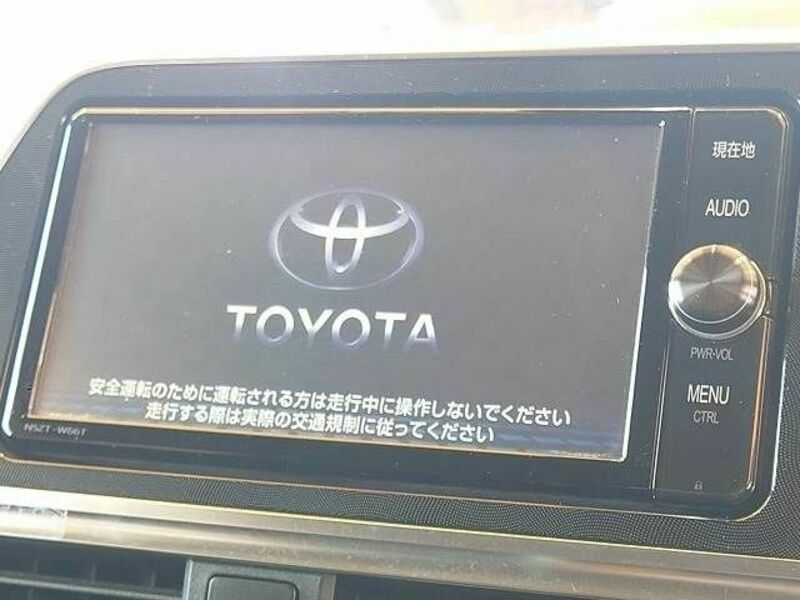 現在地
AUDIO
TOYOTA
PWR-VOL
MENU
CTRL
安全運転のために運転される方は走行中に操作しないでください
走行する際は実際の交通規制に従ってください
NSZT-W66T